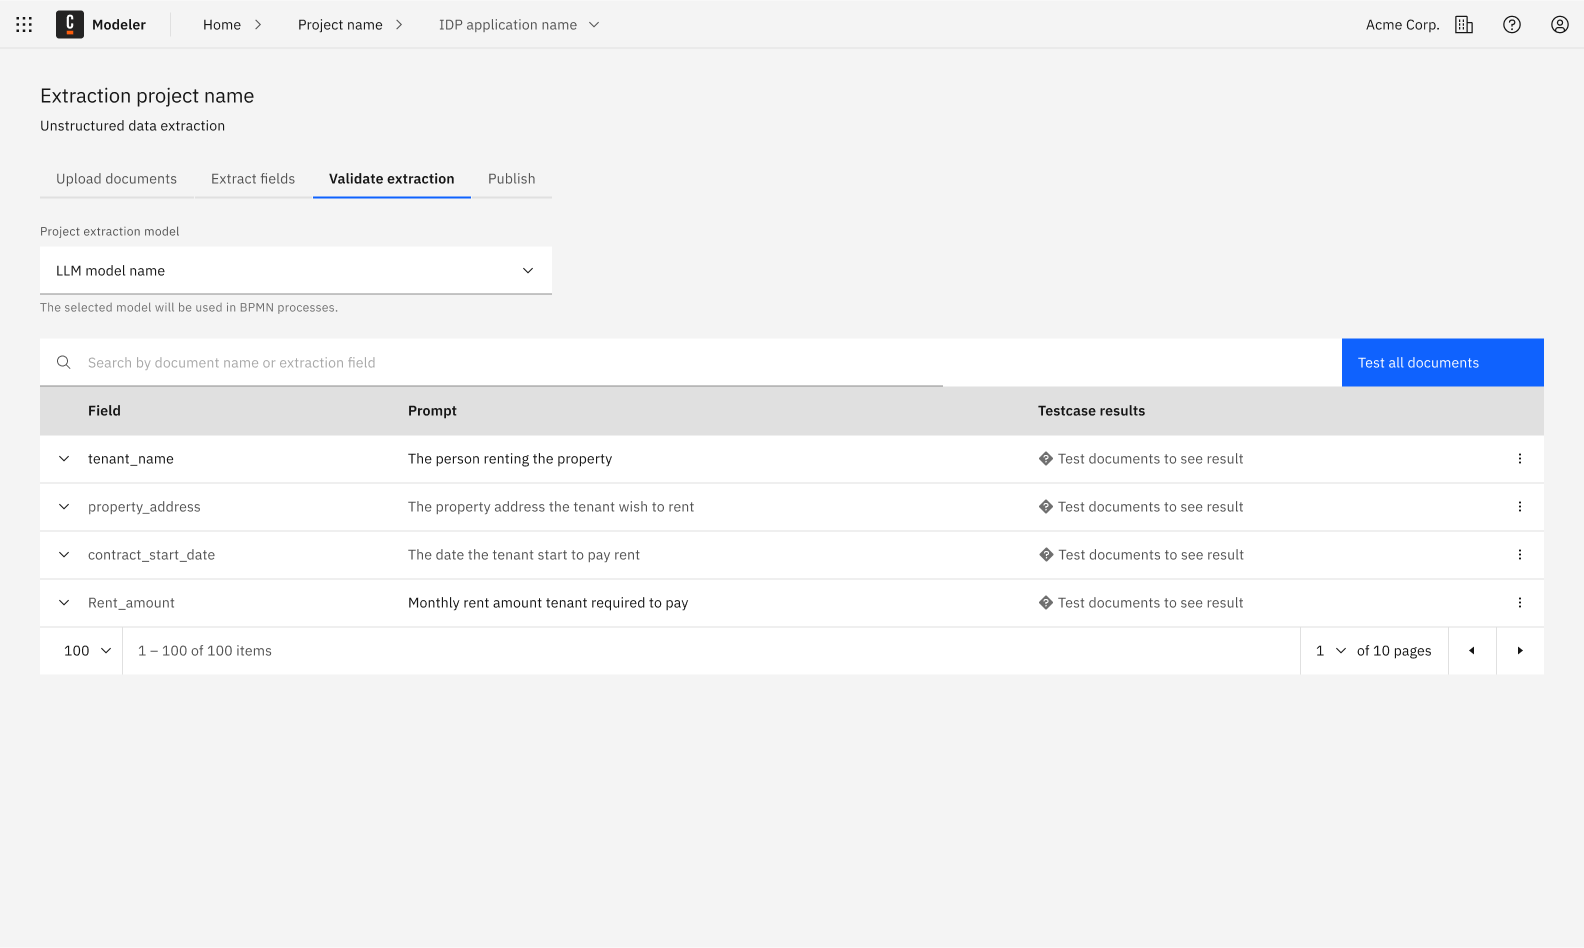 Modeler Home Project name IDP application name Acme Corp.
Extraction project name
Unstructured data extraction
Upload documents Extract fields Validate extraction Publish
Project extraction model
LLM model name
The selected model will be used in BPMN processes.
Search by document name or extraction field Test all documents
Field Prompt Testcase results
tenant_name The person renting the property Test documents to see result
property_address The property address the tenant wish to rent Test documents to see result
contract_start_date The date the tenant start to pay rent Test documents to see result
Rent_amount Monthly rent amount tenant required to pay Test documents to see result
100 1 – 100 of 100 items 1 of 10 pages